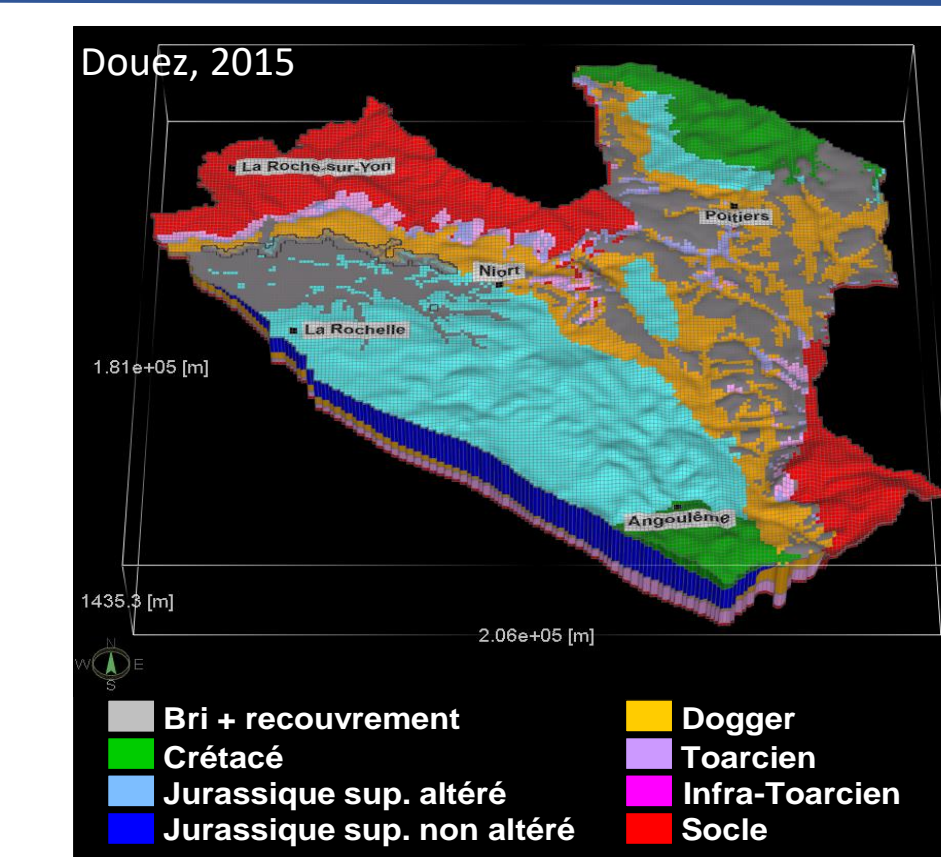 Douez, 2015
La Roche-sur-Yon
Poitiers
Niort
La Rochelle
1.81e+05 [m]
Angoulême
1435.3 [m]
2.06e+05 [m]
N
W E
S
Bri + recouvrement
Crétacé
Jurassique sup. altéré
Jurassique sup. non altéré
Dogger
Toarcien
Infra-Toarcien
Socle